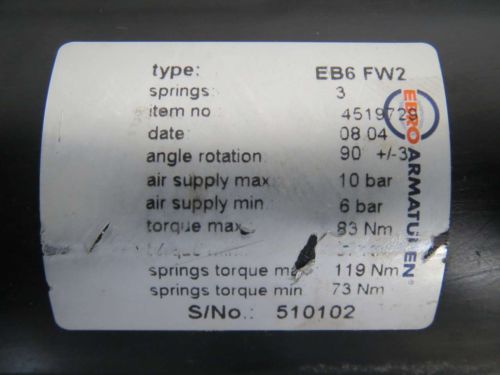 type: EB6 FW2
springs: 3
item no 4519729
date: 08.04
angle rotation: 90 +/-3
air supply max 10 bar
air supply min 6 bar
torque max 83 Nm
springs torque max 119 Nm
springs torque min 73 Nm
S/No.: 510102
EBRO ARMATUREN®